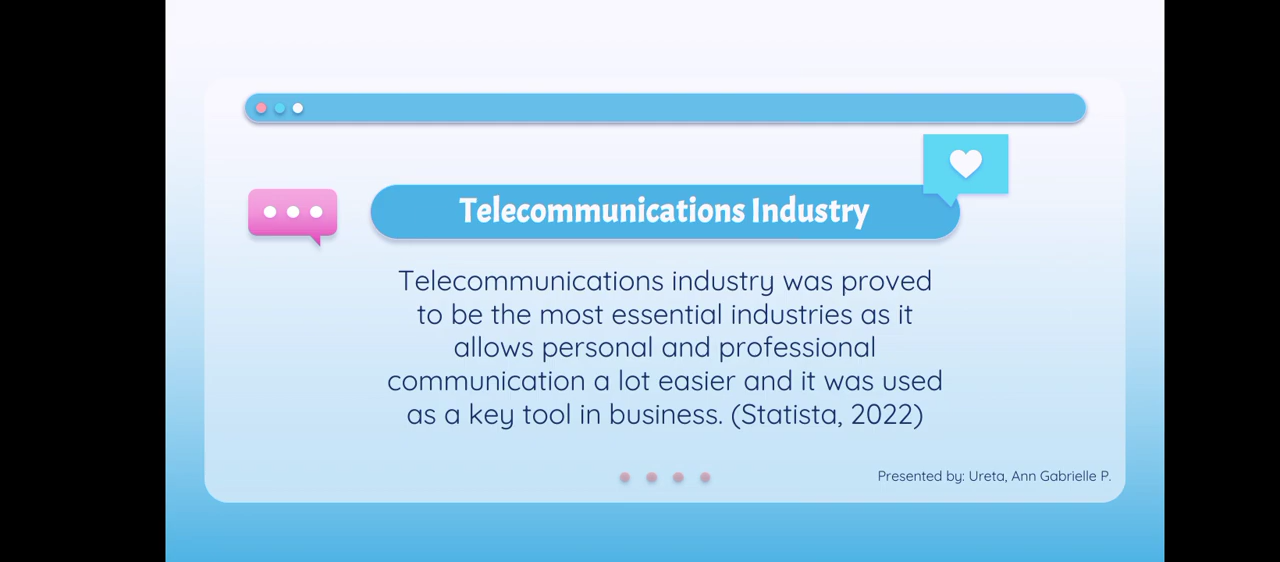 Telecommunications Industry
Telecommunications industry was proved
to be the most essential industries as it
allows personal and professional
communication a lot easier and it was used
as a key tool in business. (Statista, 2022)
Presented by: Ureta, Ann Gabrielle P.